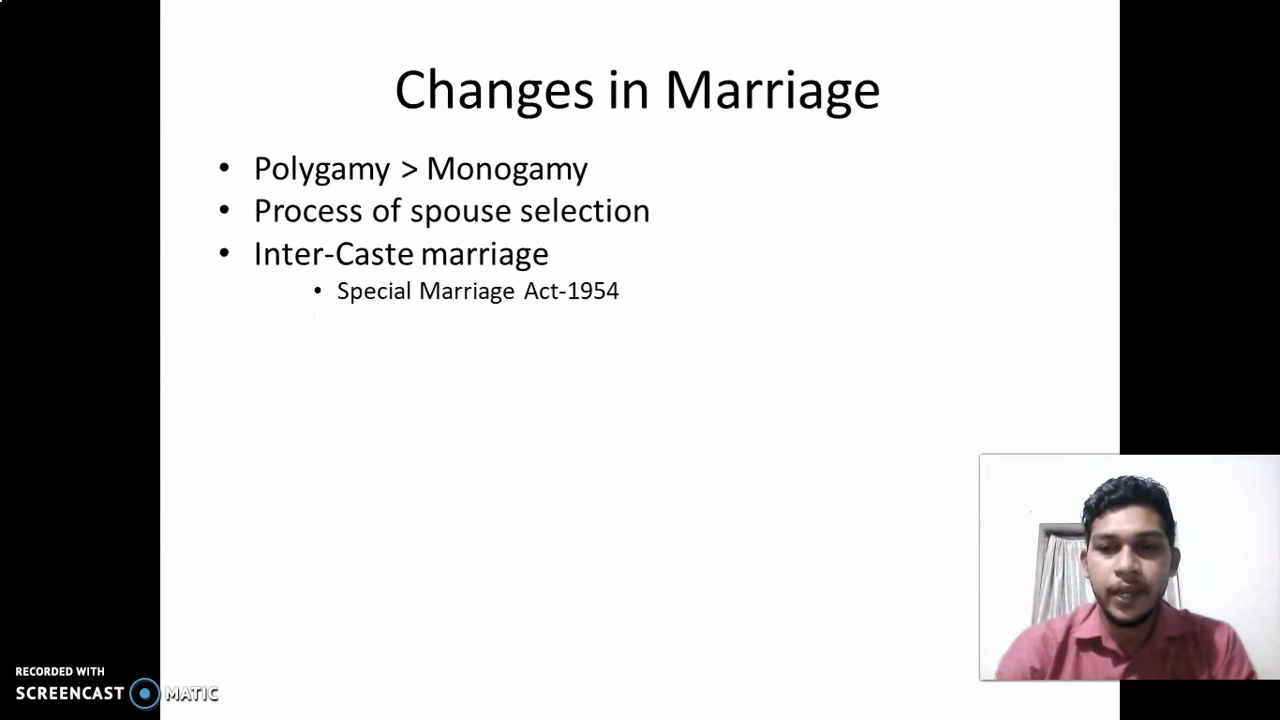 Changes in Marriage
• Polygamy > Monogamy
• Process of spouse selection
• Inter-Caste marriage
• Special Marriage Act-1954
RECORDED WITH
SCREENCAST MATIC